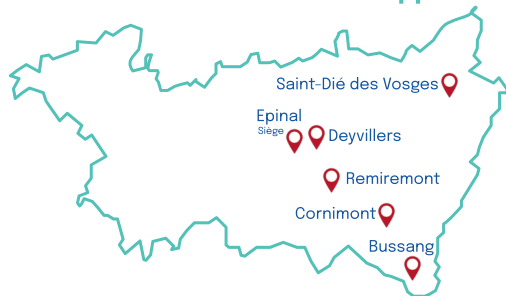 Saint-Dié des Vosges
Epinal
Siège
Deyvillers
Remiremont
Cornimont
Bussang